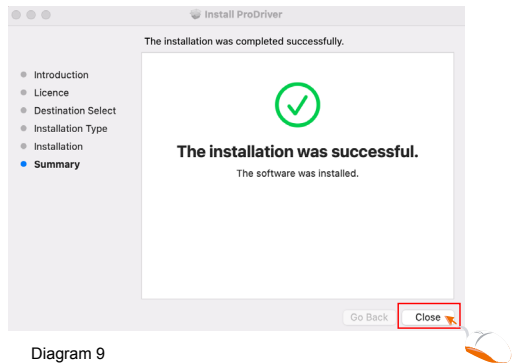 Install ProDriver
The installation was completed successfully.
Introduction
Licence
Destination Select
Installation Type
Installation
Summary
The installation was successful.
The software was installed.
Go Back
Close
Diagram 9